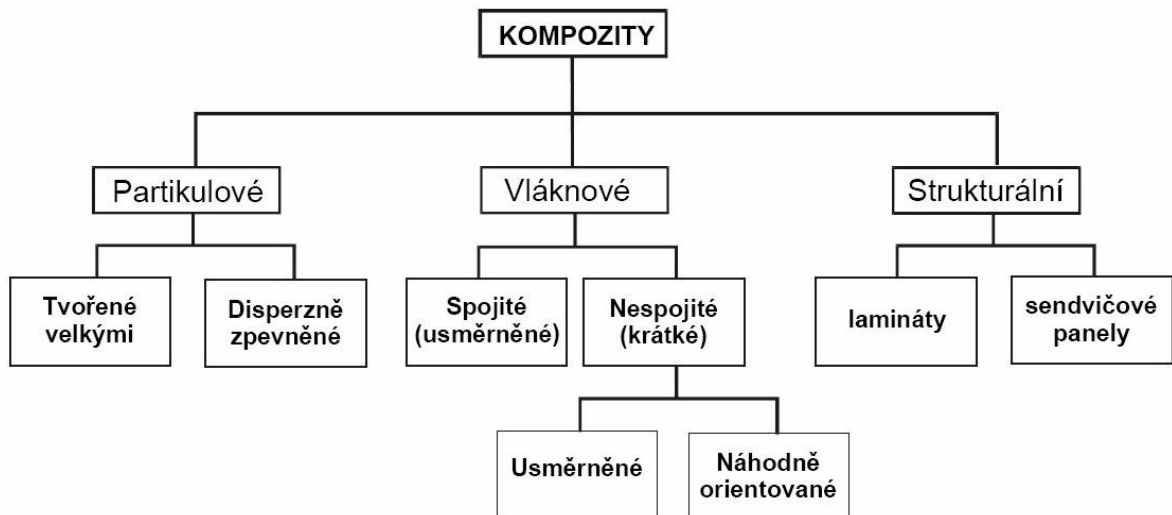 KOMPOZITY
Partikulové
Vláknové
Strukturální
Tvořené
velkými
Disperzně
zpevněné
Spojité
(usměrněné)
Nespojité
(krátké)
lamináty
sendvičové
panely
Usměrněné
Náhodně
orientované